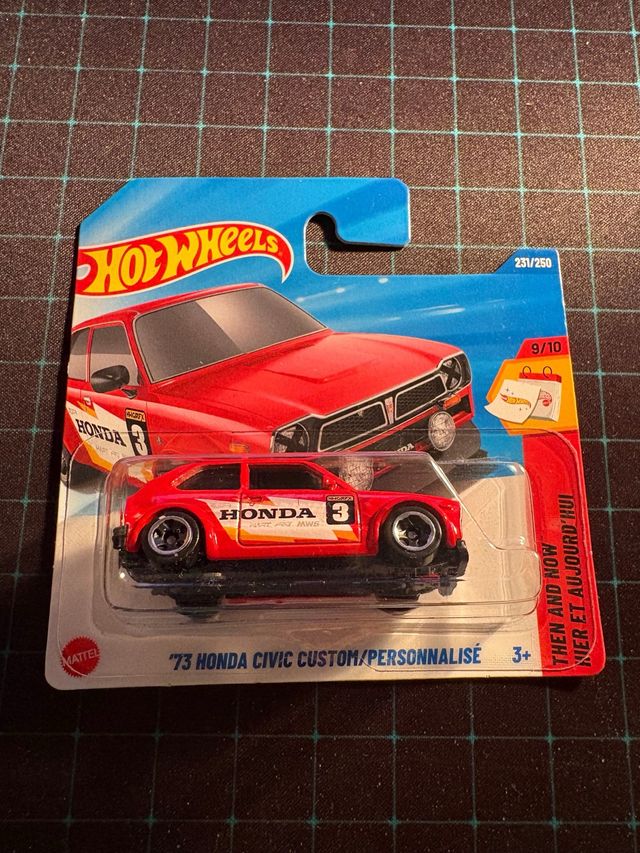 HOT WHEELS
231/250
9/10
HONDA
3
HONDA
3
MATTEL
'73 HONDA CIVIC CUSTOM/PERSONNALISÉ
3+
THEN AND NOW
HIER ET AUJOURD'HUI